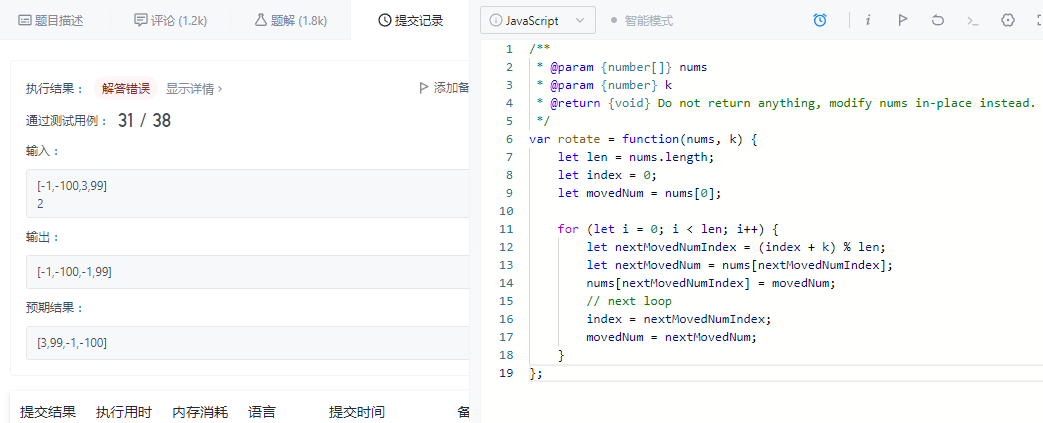 题目描述 评论 (1.2k) 题解 (1.8k) 提交记录
执行结果： 解答错误 显示详情 › 添加备
通过测试用例： 31 / 38
输入：
[-1,-100,3,99]
2
输出：
[-1,-100,-1,99]
预期结果：
[3,99,-1,-100]
提交结果 执行用时 内存消耗 语言 提交时间 备
JavaScript 智能模式
1 /**
2 * @param {number[]} nums
3 * @param {number} k
4 * @return {void} Do not return anything, modify nums in-place instead.
5 */
6 var rotate = function(nums, k) {
7 let len = nums.length;
8 let index = 0;
9 let movedNum = nums[0];
10
11 for (let i = 0; i < len; i++) {
12 let nextMovedNumIndex = (index + k) % len;
13 let nextMovedNum = nums[nextMovedNumIndex];
14 nums[nextMovedNumIndex] = movedNum;
15 // next loop
16 index = nextMovedNumIndex;
17 movedNum = nextMovedNum;
18 }
19 };